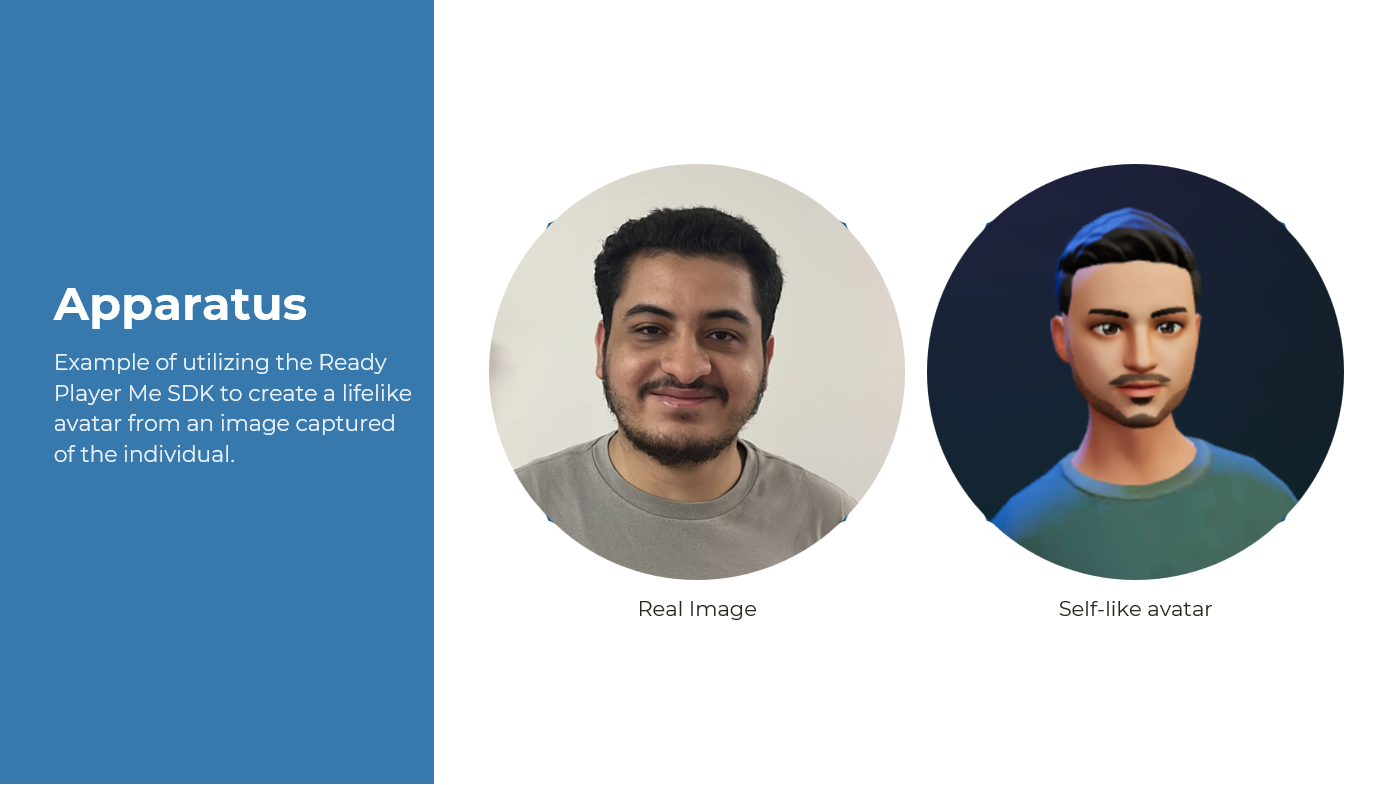 Apparatus
Example of utilizing the Ready
Player Me SDK to create a lifelike
avatar from an image captured
of the individual.
Real Image
Self-like avatar